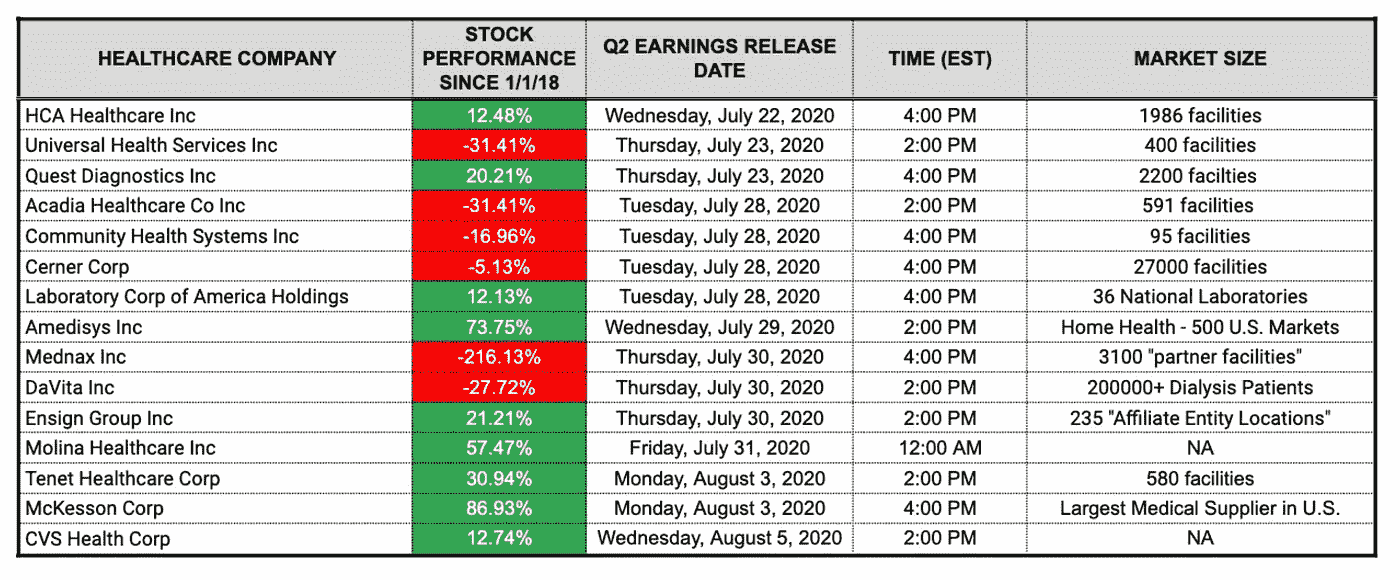 HEALTHCARE COMPANY STOCK PERFORMANCE SINCE 1/1/18 Q2 EARNINGS RELEASE DATE TIME (EST) MARKET SIZE
HCA Healthcare Inc 12.48% Wednesday, July 22, 2020 4:00 PM 1986 facilities
Universal Health Services Inc -31.41% Thursday, July 23, 2020 2:00 PM 400 facilities
Quest Diagnostics Inc 20.21% Thursday, July 23, 2020 4:00 PM 2200 facilties
Acadia Healthcare Co Inc -31.41% Tuesday, July 28, 2020 2:00 PM 591 facilities
Community Health Systems Inc -16.96% Tuesday, July 28, 2020 4:00 PM 95 facilities
Cerner Corp -5.13% Tuesday, July 28, 2020 4:00 PM 27000 facilities
Laboratory Corp of America Holdings 12.13% Tuesday, July 28, 2020 4:00 PM 36 National Laboratories
Amedisys Inc 73.75% Wednesday, July 29, 2020 2:00 PM Home Health - 500 U.S. Markets
Mednax Inc -216.13% Thursday, July 30, 2020 4:00 PM 3100 "partner facilities"
DaVita Inc -27.72% Thursday, July 30, 2020 2:00 PM 200000+ Dialysis Patients
Ensign Group Inc 21.21% Thursday, July 30, 2020 2:00 PM 235 "Affiliate Entity Locations"
Molina Healthcare Inc 57.47% Friday, July 31, 2020 12:00 AM NA
Tenet Healthcare Corp 30.94% Monday, August 3, 2020 2:00 PM 580 facilities
McKesson Corp 86.93% Monday, August 3, 2020 4:00 PM Largest Medical Supplier in U.S.
CVS Health Corp 12.74% Wednesday, August 5, 2020 2:00 PM NA